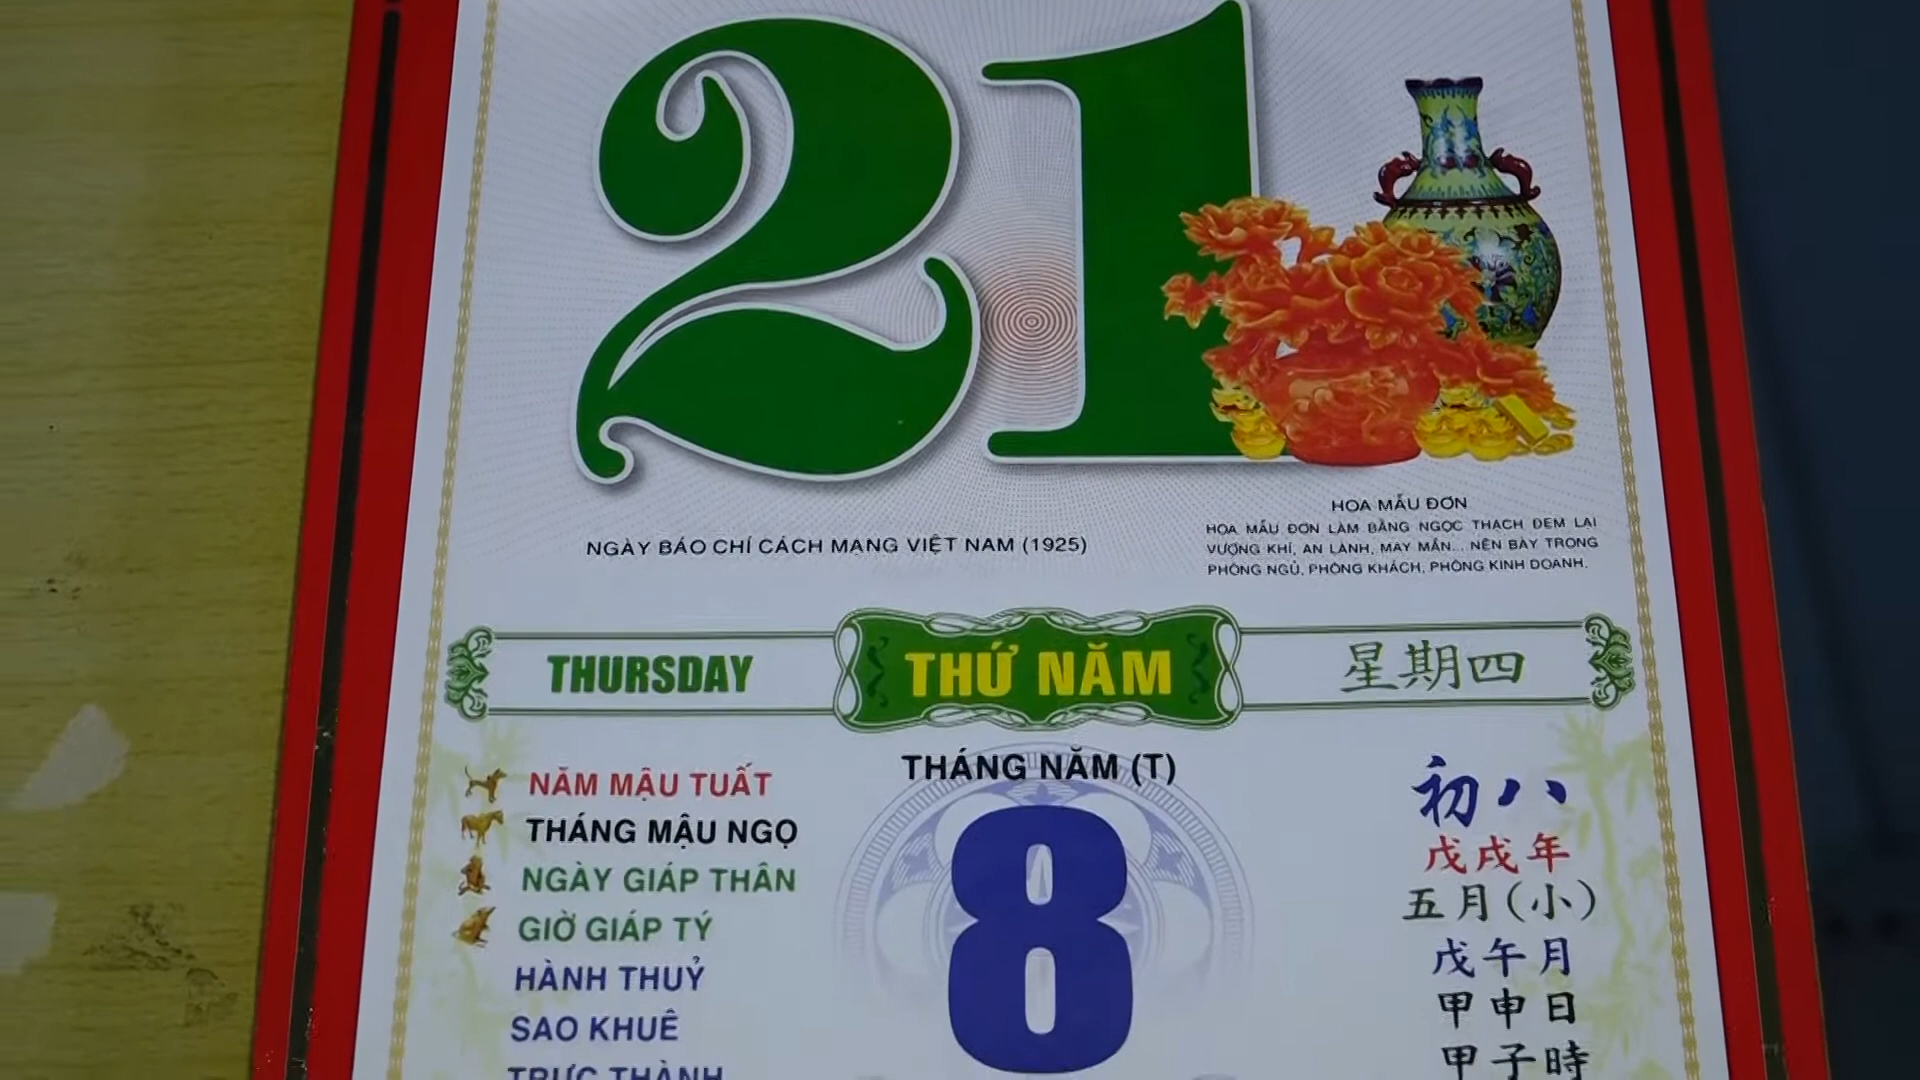 21
HOA MẪU ĐƠN
HOA MẪU ĐƠN LÀM BẰNG NGỌC THẠCH ĐEM LẠI
VƯỢNG KHÍ, AN LÀNH, MAY MẮN... NÊN BÀY TRONG
PHÒNG NGỦ, PHÒNG KHÁCH, PHÒNG KINH DOANH.
NGÀY BÁO CHÍ CÁCH MẠNG VIỆT NAM (1925)
THURSDAY THỨ NĂM 星期四
THÁNG NĂM (T)
8
NĂM MẬU TUẤT
THÁNG MẬU NGỌ
NGÀY GIÁP THÂN
GIỜ GIÁP TÝ
HÀNH THUỶ
SAO KHUÊ
TRỰC THÀNH
初八
戊戌年
五月(小)
戊午月
甲申日
甲子時